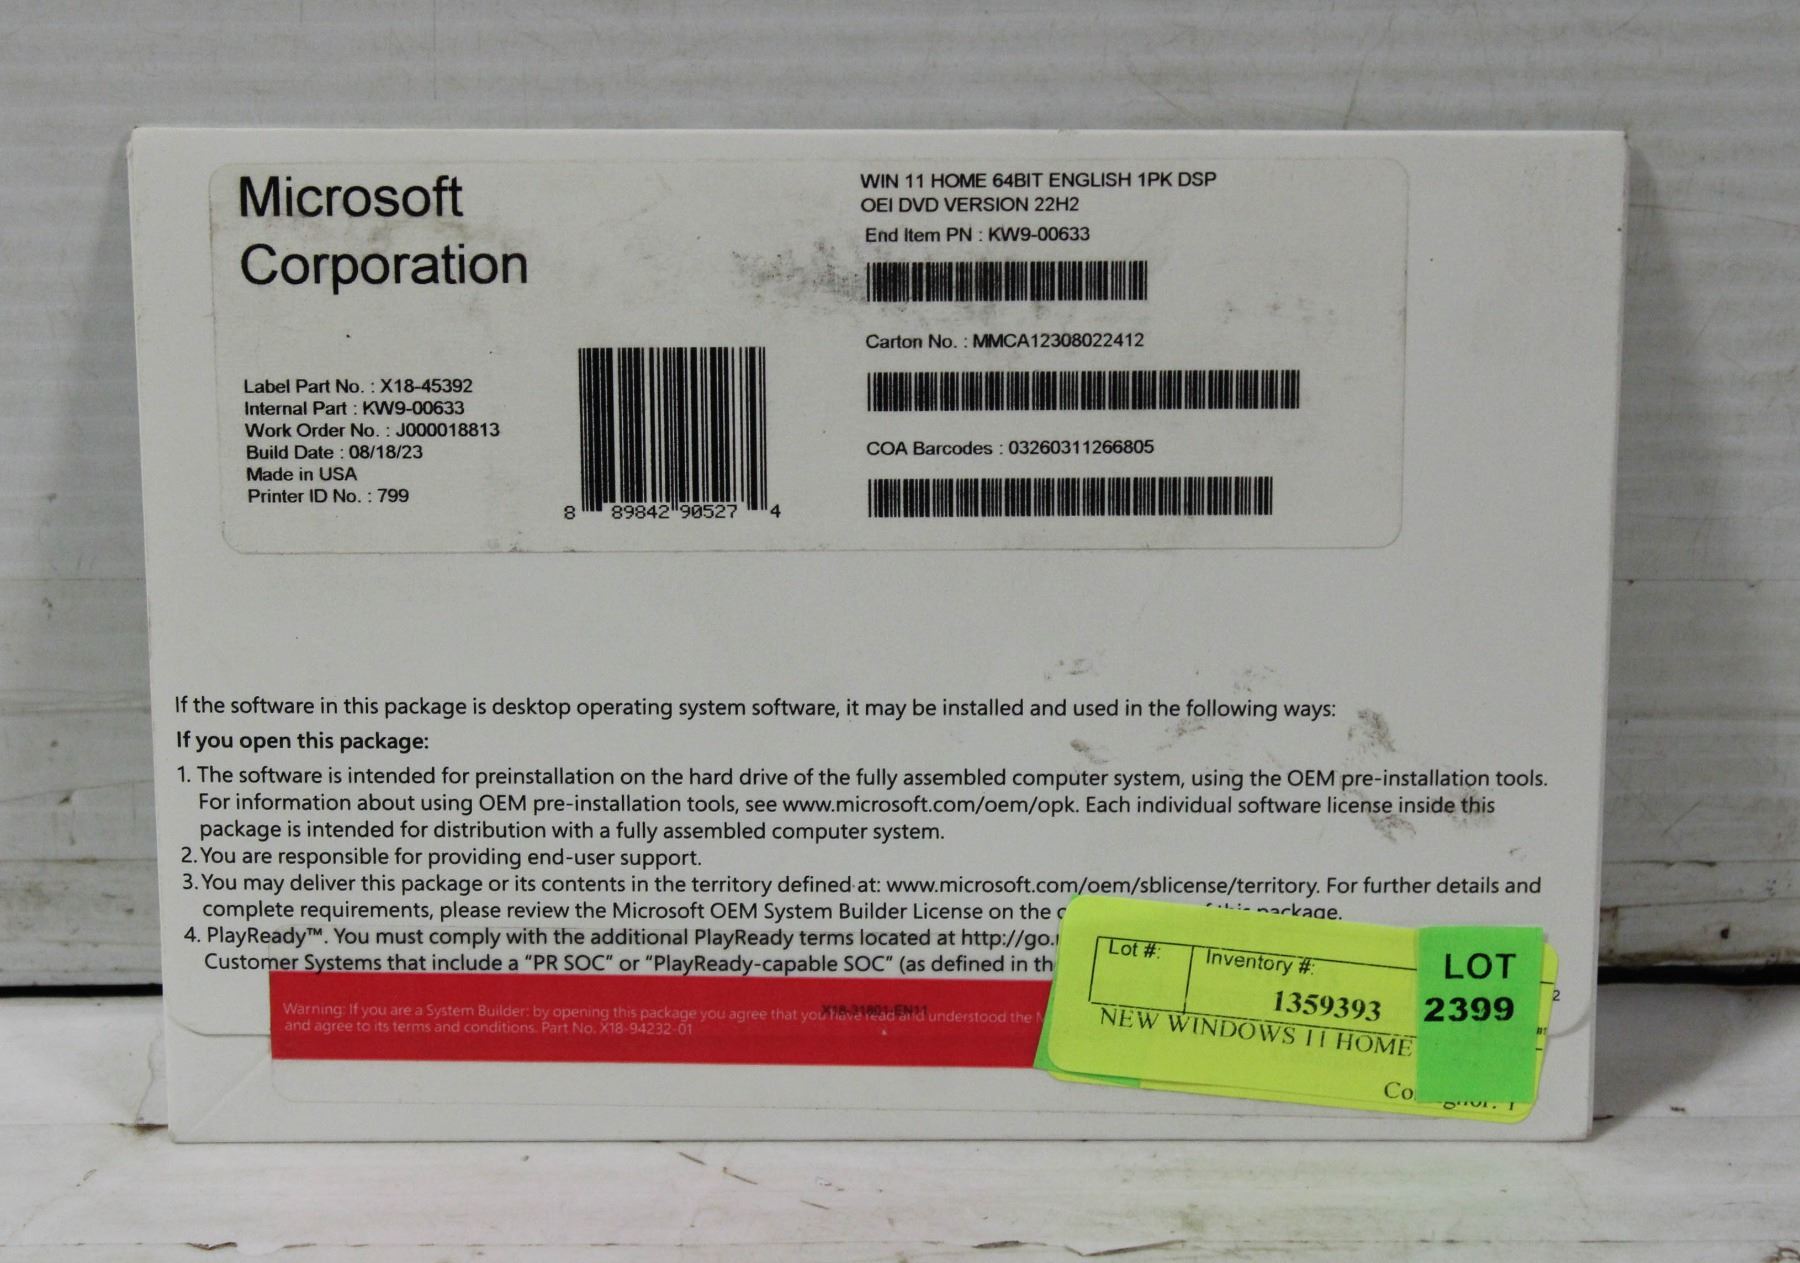 Microsoft
Corporation
WIN 11 HOME 64BIT ENGLISH 1PK DSP
OEI DVD VERSION 22H2
End Item PN : KW9-00633
Carton No. : MMCA12308022412
COA Barcodes : 03260311266805
Label Part No. : X18-45392
Internal Part : KW9-00633
Work Order No. : J000018813
Build Date : 08/18/23
Made in USA
Printer ID No. : 799
8 89842 90527 4
If the software in this package is desktop operating system software, it may be installed and used in the following ways:
If you open this package:
1. The software is intended for preinstallation on the hard drive of the fully assembled computer system, using the OEM pre-installation tools.
For information about using OEM pre-installation tools, see www.microsoft.com/oem/opk. Each individual software license inside this
package is intended for distribution with a fully assembled computer system.
2. You are responsible for providing end-user support.
3. You may deliver this package or its contents in the territory defined at: www.microsoft.com/oem/sblicense/territory. For further details and
complete requirements, please review the Microsoft OEM System Builder License on the package.
4. PlayReady™. You must comply with the additional PlayReady terms located at http://go.
Customer Systems that include a “PR SOC” or “PlayReady-capable SOC” (as defined in th
Warning: If you are a System Builder: by opening this package you agree that you have read and understood the
X18-31801-EN11
and agree to its terms and conditions. Part No. X18-94232-01
Lot #:
Inventory #:
1359393
NEW WINDOWS 11 HOME
LOT
2399